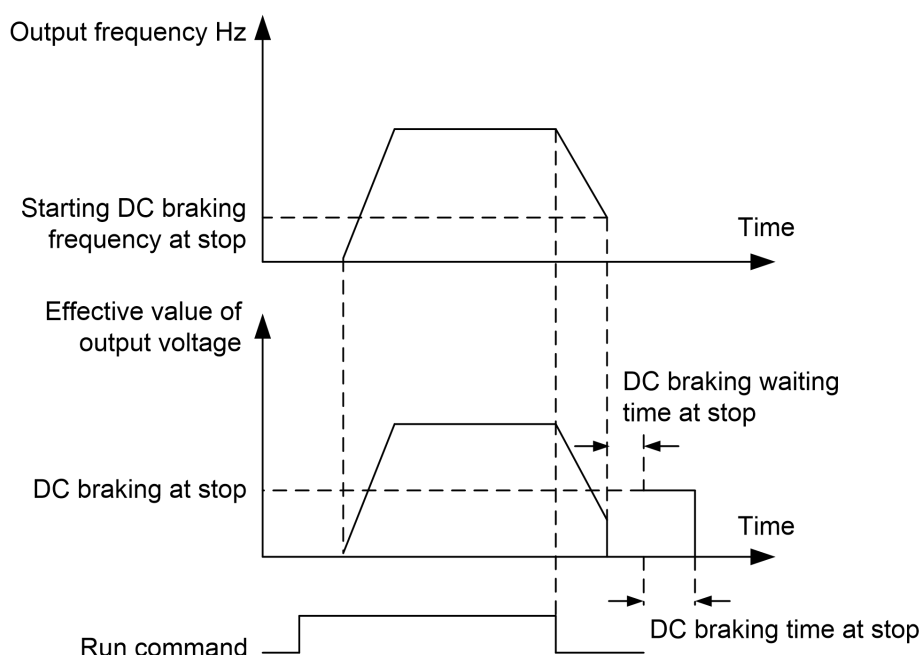 Output frequency Hz
Starting DC braking
frequency at stop
Time
Effective value of
output voltage
DC braking waiting
time at stop
DC braking at stop
Time
DC braking time at stop
Run command